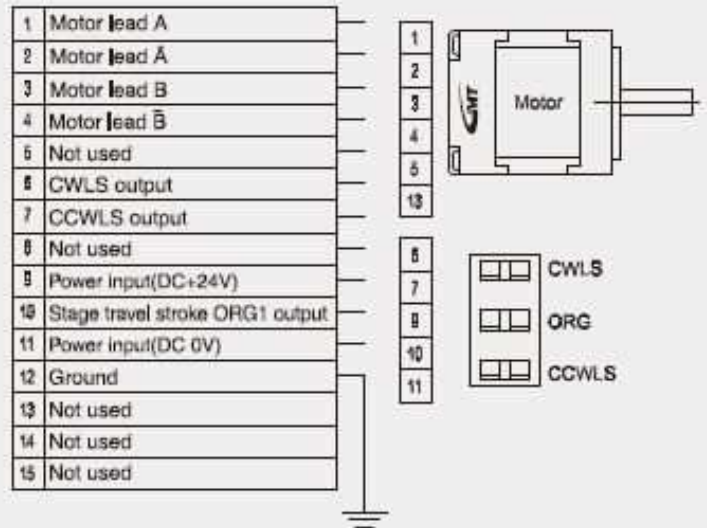 1 Motor lead A
2 Motor lead Ā
3 Motor lead B
4 Motor lead B̄
5 Not used
6 CWLS output
7 CCWLS output
8 Not used
9 Power input(DC+24V)
10 Stage travel stroke ORG1 output
11 Power input(DC 0V)
12 Ground
13 Not used
14 Not used
15 Not used
1
2
3
4
5
13
GMT
Motor
6
7
9
10
11
CWLS
ORG
CCWLS